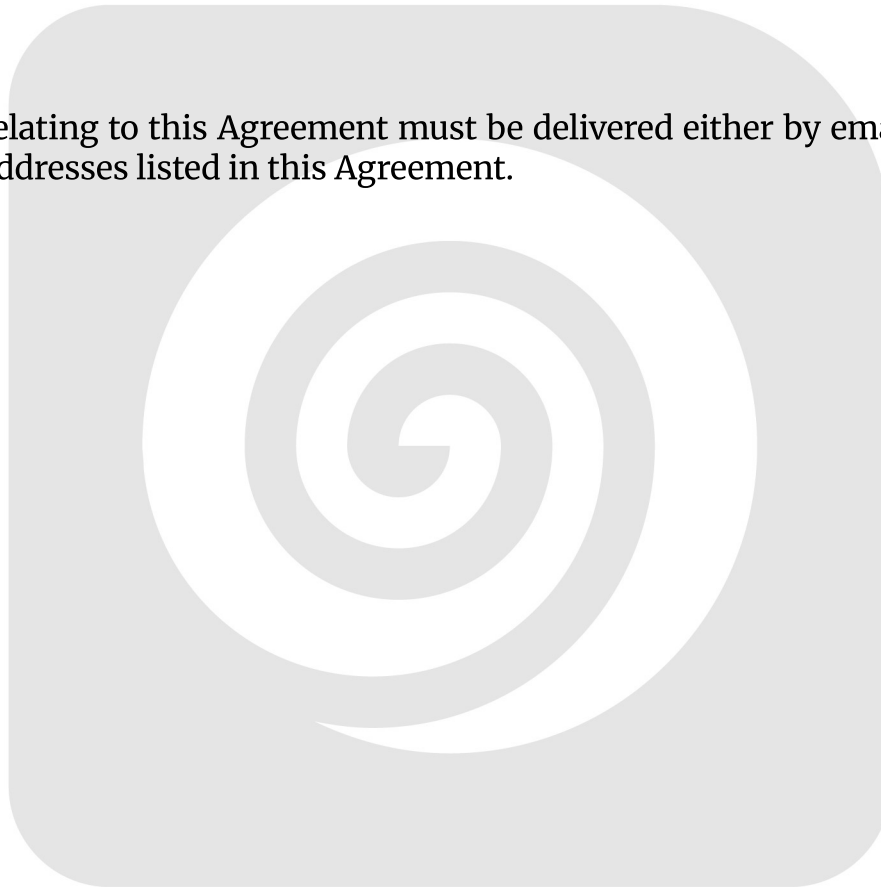 elating to this Agreement must be delivered either by ema
ddresses listed in this Agreement.